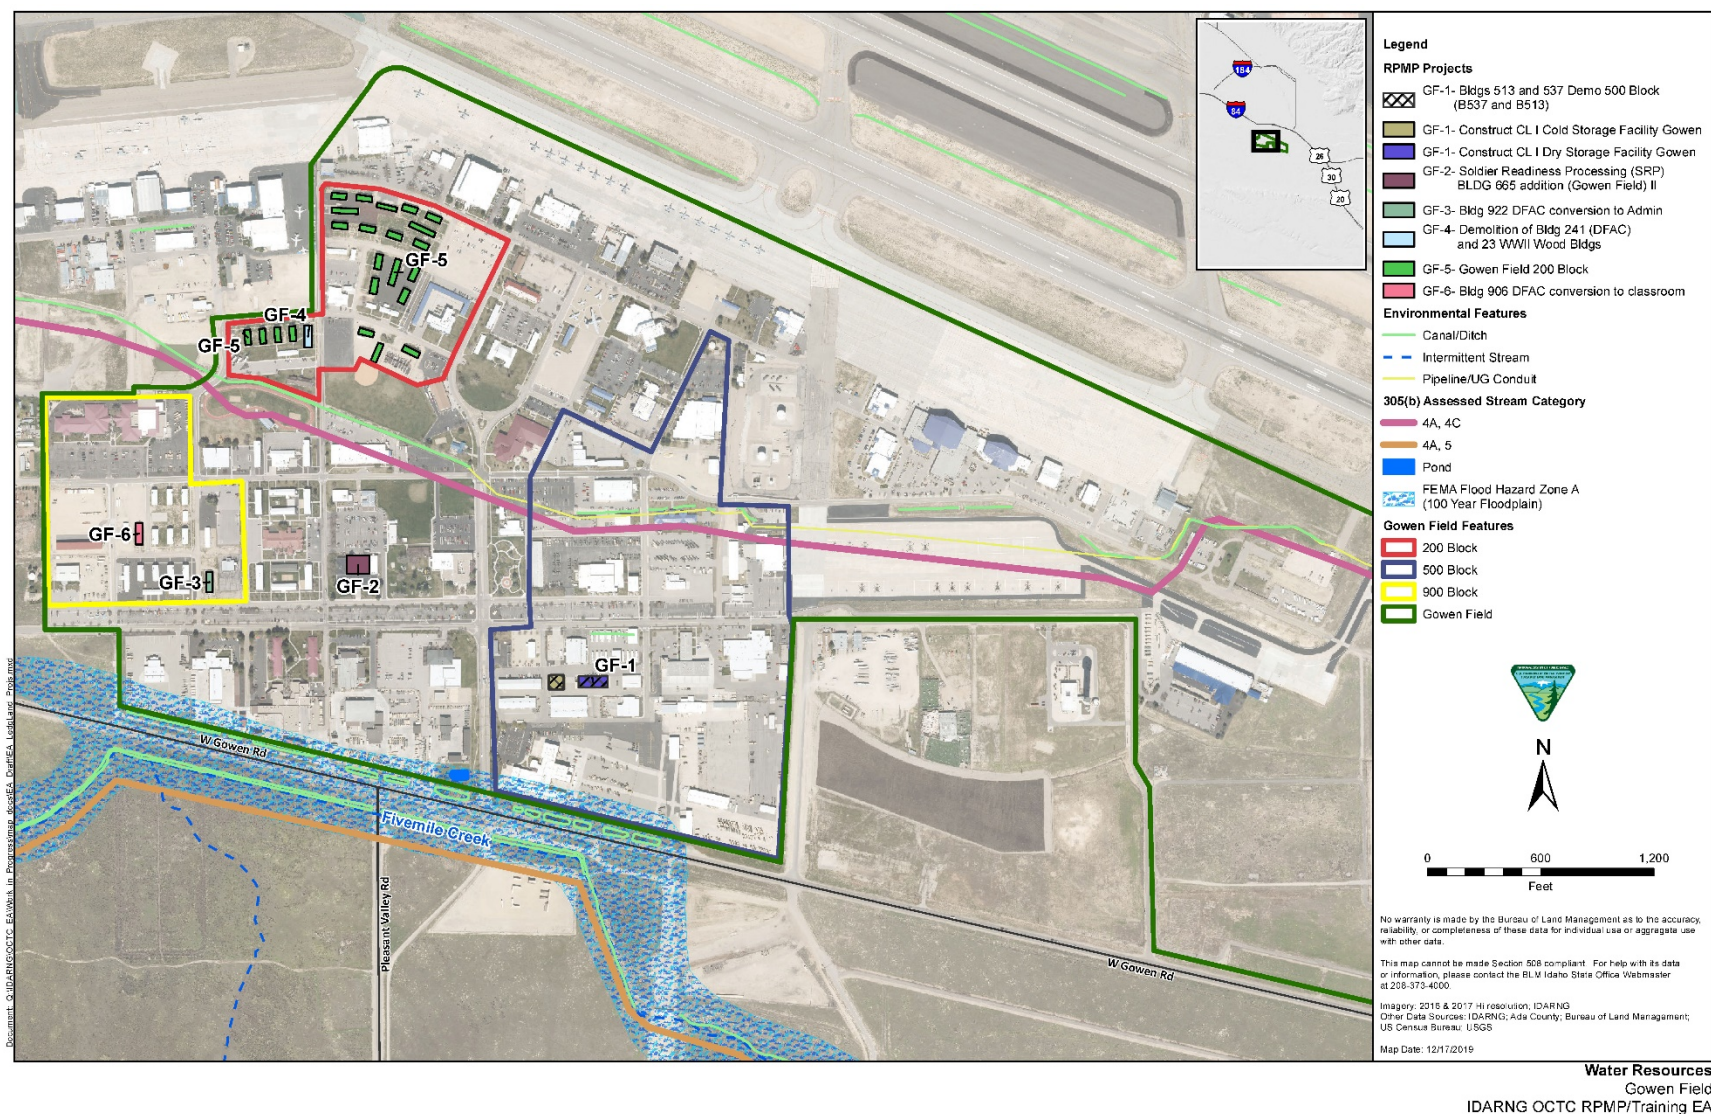 Legend
RPMP Projects
GF-1- Bldgs 513 and 537 Demo 500 Block
(B537 and B513)
GF-1- Construct CL I Cold Storage Facility Gowen
GF-1- Construct CL I Dry Storage Facility Gowen
GF-2- Soldier Readiness Processing (SRP)
BLDG 665 addition (Gowen Field) II
GF-3- Bldg 922 DFAC conversion to Admin
GF-4- Demolition of Bldg 241 (DFAC)
and 23 WWII Wood Bldgs
GF-5- Gowen Field 200 Block
GF-6- Bldg 906 DFAC conversion to classroom
Environmental Features
Canal/Ditch
Intermittent Stream
Pipeline/UG Conduit
305(b) Assessed Stream Category
4A, 4C
4A, 5
Pond
FEMA Flood Hazard Zone A
(100 Year Floodplain)
Gowen Field Features
200 Block
500 Block
900 Block
Gowen Field
N
0 600 1,200
Feet
No warranty is made by the Bureau of Land Management as to the accuracy,
reliability, or completeness of these data for individual use or aggregate use
with other data.
This map cannot be made Section 508 compliant. For help with its data
or information, please contact the BLM Idaho State Office Webmaster
at 208-373-4000.
Imagery: 2016 & 2017 Hi resolution; IDARNG
Other Data Sources: IDARNG; Ada County; Bureau of Land Management;
US Census Bureau; USGS
Map Date: 12/17/2019
Water Resources
Gowen Field
IDARNG OCTC RPMP/Training EA
184
84
26
30
20
GF-5
GF-4
GF-5
GF-6
GF-3
GF-2
GF-1
W Gowen Rd
Fivemile Creek
Pleasant Valley Rd
W Gowen Rd